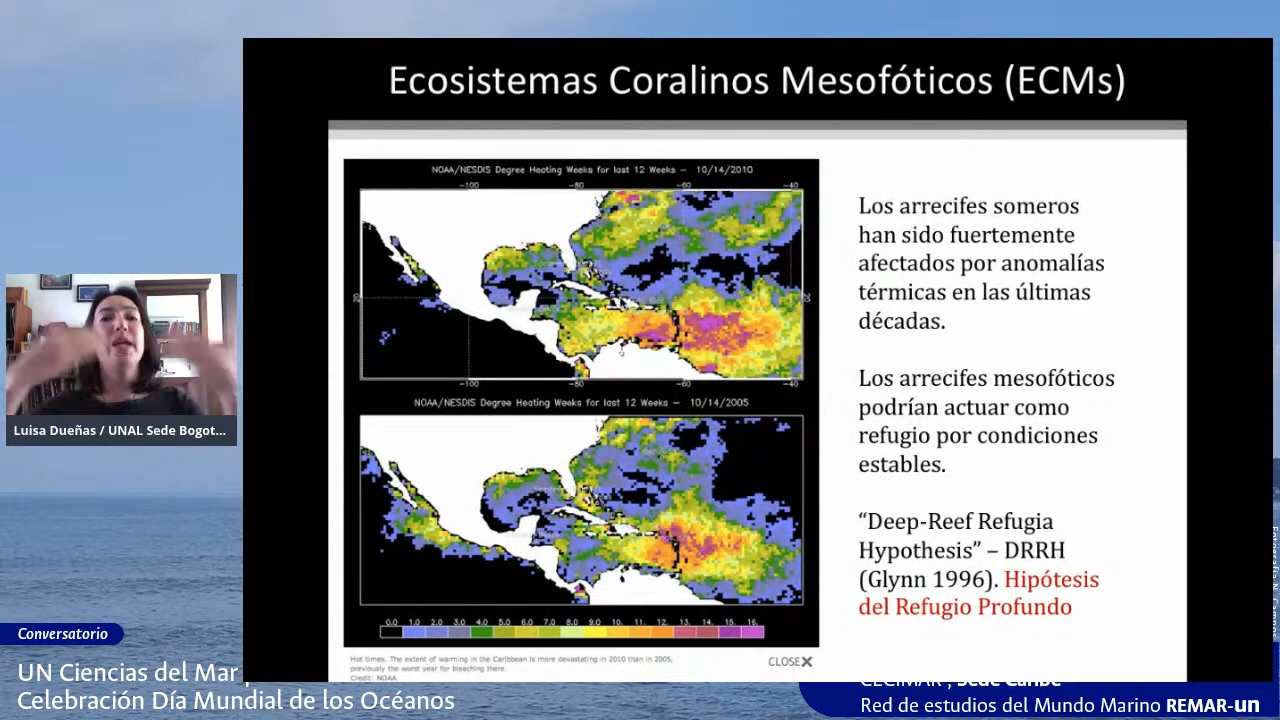 Ecosistemas Coralinos Mesofóticos (ECMs)
NOAA/NESDIS Degree Heating Weeks for last 12 Weeks – 10/14/2010
-100 -80 -60 -40
20 20
-100 -80 -60 -40
NOAA/NESDIS Degree Heating Weeks for last 12 Weeks – 10/14/2005
0.0 1.0 2.0 3.0 4.0 5.0 6.0 7.0 8.0 9.0 10. 11. 12. 13. 14. 15. 16.
Hot times. The extent of warming in the Caribbean is more devastating in 2010 than in 2005,
previously the worst year for bleaching there.
Credit: NOAA
CLOSE X
Los arrecifes someros
han sido fuertemente
afectados por anomalías
térmicas en las últimas
décadas.
Los arrecifes mesofóticos
podrían actuar como
refugio por condiciones
estables.
“Deep-Reef Refugia
Hypothesis” – DRRH
(Glynn 1996). Hipótesis
del Refugio Profundo
Luisa Dueñas / UNAL Sede Bogot...
Conversatorio
UN Ciencias del Mar
Celebración Día Mundial de los Océanos
CECIMAR , Sede Caribe
Red de estudios del Mundo Marino REMAR-un